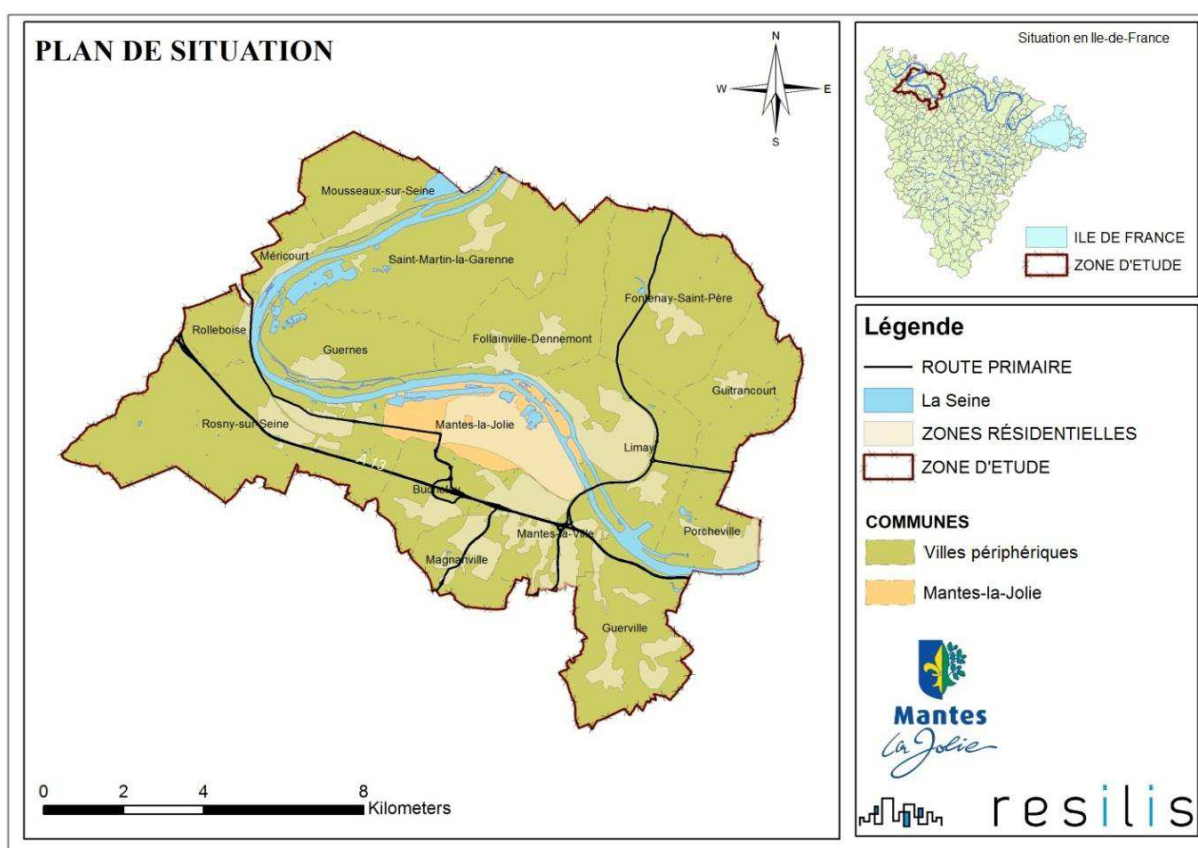 PLAN DE SITUATION
N
W
E
S
Mousseaux-sur-Seine
Méricourt
Saint-Martin-la-Garenne
Fontenay-Saint-Père
Rolleboise
Guernes
Follainville-Dennemont
Guitrancourt
Rosny-sur-Seine
Mantes-la-Jolie
Limay
A 13
Buchelay
Porcheville
Mantes-la-Ville
Magnanville
Guerville
0 2 4 8
Kilometers
Situation en Ile-de-France
ILE DE FRANCE
ZONE D'ETUDE
Légende
ROUTE PRIMAIRE
La Seine
ZONES RÉSIDENTIELLES
ZONE D'ETUDE
COMMUNES
Villes périphériques
Mantes-la-Jolie
Mantes
la Jolie
resilis